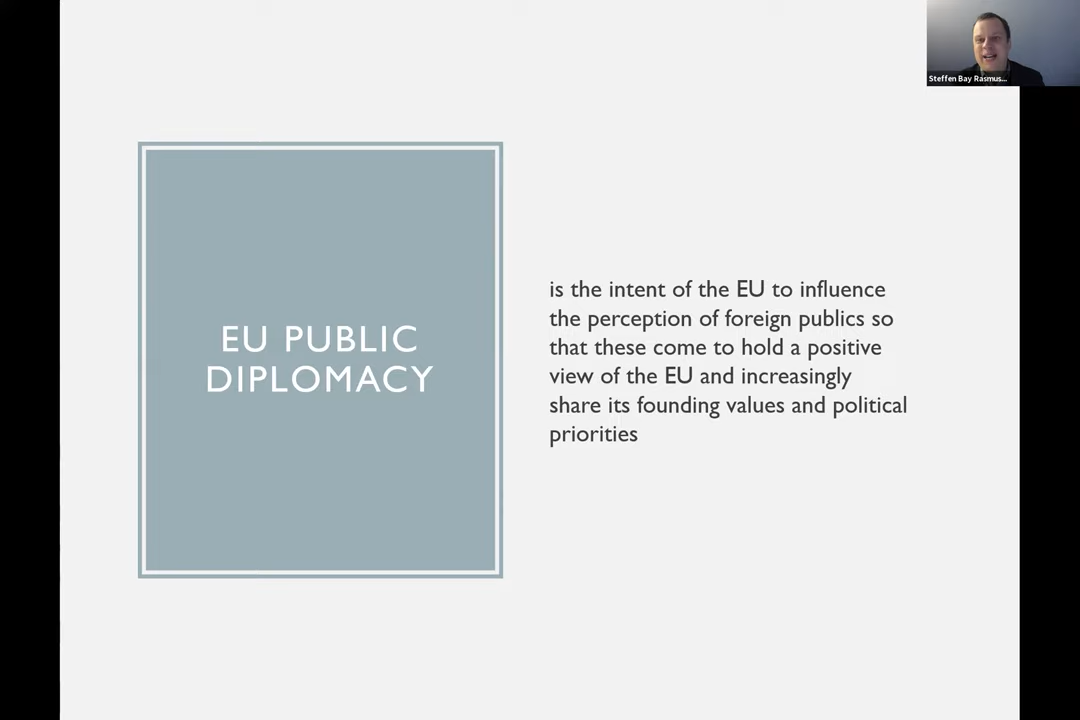 Steffen Bay Rasmus...
EU PUBLIC
DIPLOMACY
is the intent of the EU to influence
the perception of foreign publics so
that these come to hold a positive
view of the EU and increasingly
share its founding values and political
priorities